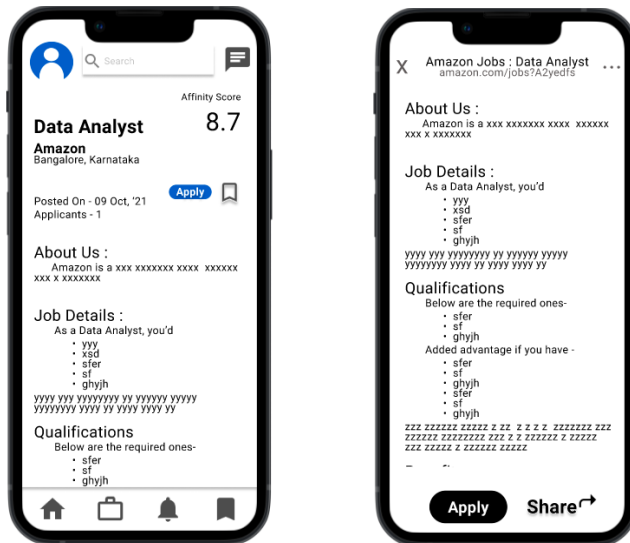 Search
Affinity Score
Data Analyst
8.7
Amazon
Bangalore, Karnataka
Posted On - 09 Oct, '21
Apply
Applicants - 1
About Us :
Amazon is a xxx xxxxxxx xxxx xxxxxx
xxx x xxxxxxx
Job Details :
As a Data Analyst, you'd
• yyy
• xsd
• sfer
• sf
• ghyjh
yyyy yyy yyyyyyyy yy yyyyyy yyyyy
yyyyyyyy yyyy yy yyyy yyyy yy
Qualifications
Below are the required ones-
• sfer
• sf
• ghyjh
X
Amazon Jobs : Data Analyst
amazon.com/jobs?A2yedfs
...
About Us :
Amazon is a xxx xxxxxxx xxxx xxxxxx
xxx x xxxxxxx
Job Details :
As a Data Analyst, you'd
• yyy
• xsd
• sfer
• sf
• ghyjh
yyyy yyy yyyyyyyy yy yyyyyy yyyyy
yyyyyyyy yyyy yy yyyy yyyy yy
Qualifications
Below are the required ones-
• sfer
• sf
• ghyjh
Added advantage if you have -
• sf
• ghyjh
• sfer
• sf
• ghyjh
zzz zzzzzz zzzzz z zz z z z z zzzzzzz zzz
zzzzzz zzzzzzzz zzz z z zzzzzz z zzzzz
zzz zzzzz z zzzzzz zzzzz
Apply
Share